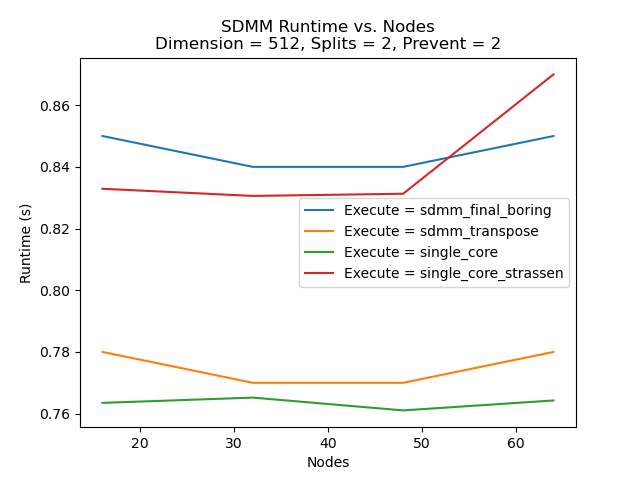 SDMM Runtime vs. Nodes
Dimension = 512, Splits = 2, Prevent = 2
Runtime (s)
0.86
0.84
0.82
0.80
0.78
0.76
Execute = sdmm_final_boring
Execute = sdmm_transpose
Execute = single_core
Execute = single_core_strassen
20
30
40
50
60
Nodes